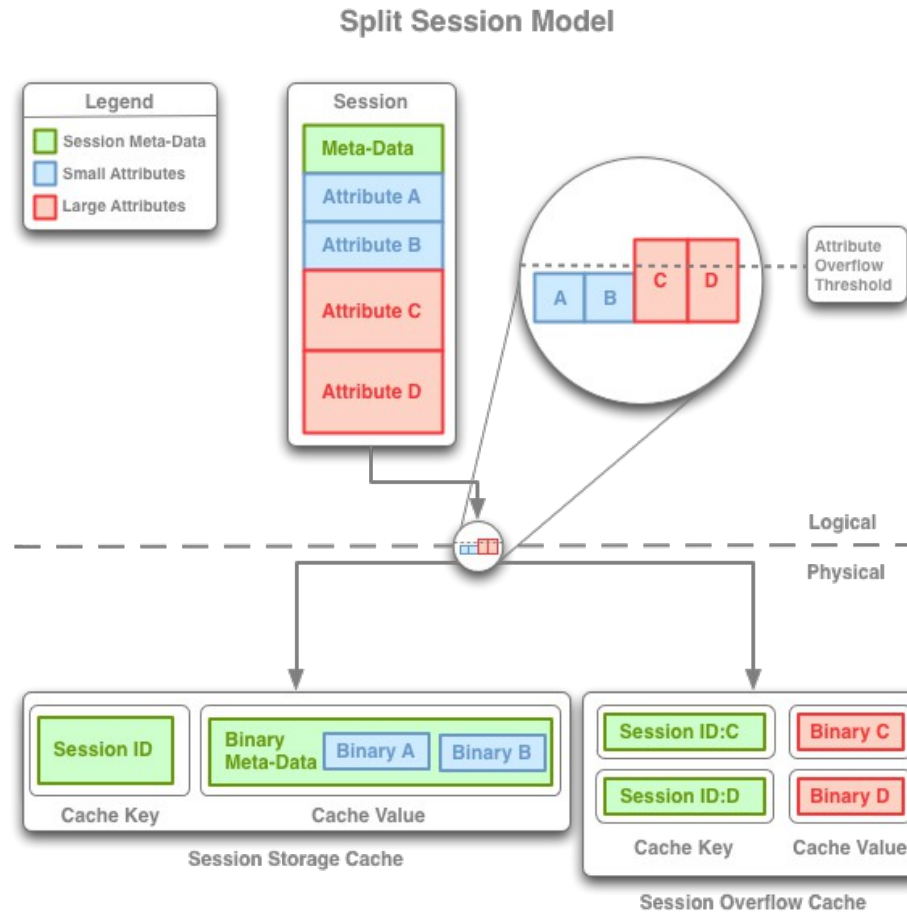 Split Session Model
Legend
Session Meta-Data
Small Attributes
Large Attributes
Session
Meta-Data
Attribute A
Attribute B
Attribute C
Attribute D
A
B
C
D
Attribute
Overflow
Threshold
Logical
Physical
Session ID
Cache Key
Binary
Meta-Data
Binary A
Binary B
Cache Value
Session Storage Cache
Session ID:C
Binary C
Session ID:D
Binary D
Cache Key
Cache Value
Session Overflow Cache